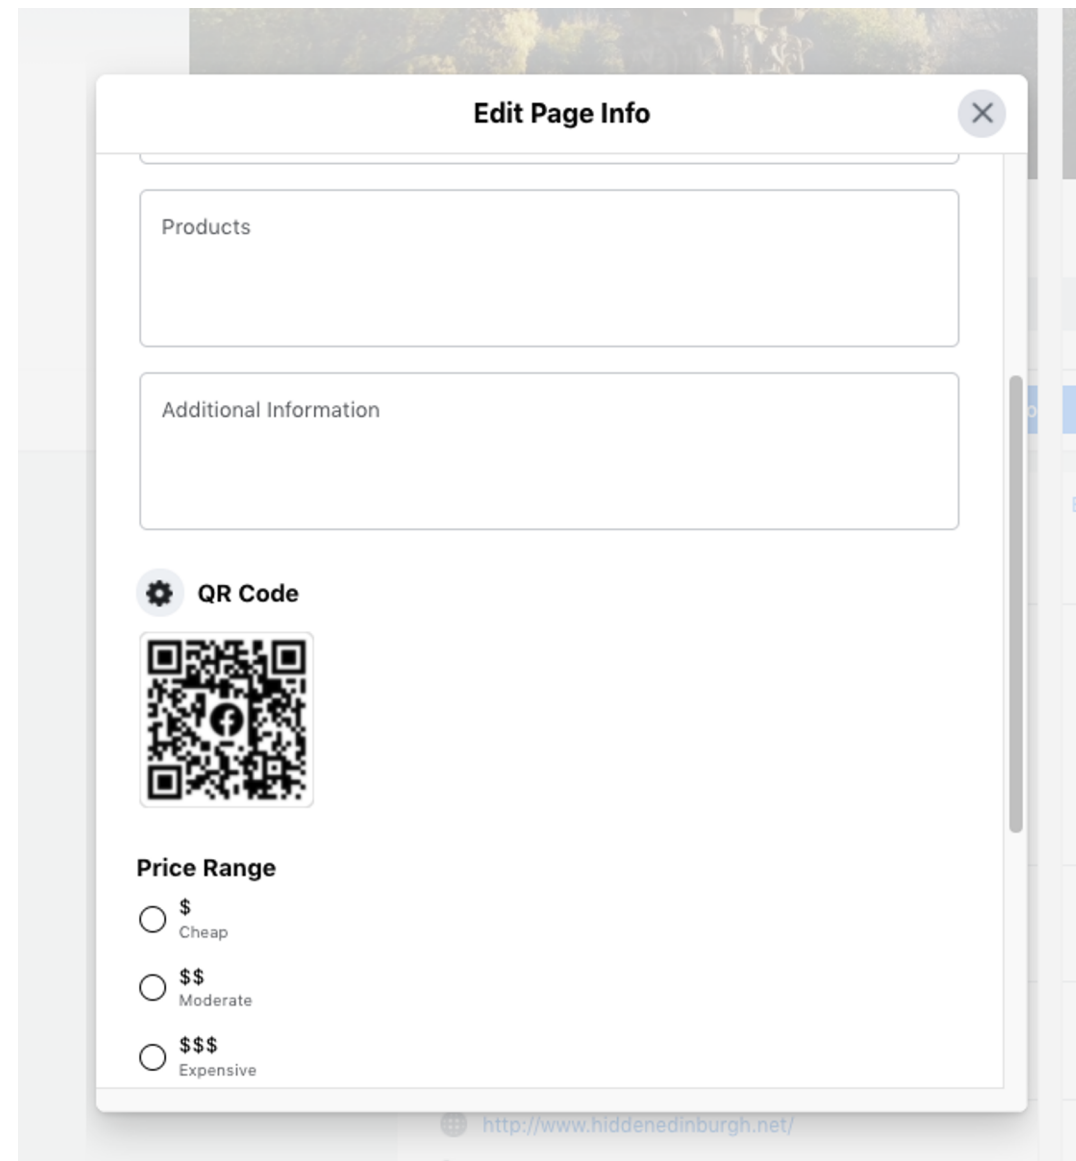 Edit Page Info
Products
Additional Information
QR Code
Price Range
$
Cheap
$$
Moderate
$$$
Expensive
http://www.hiddenedinburgh.net/